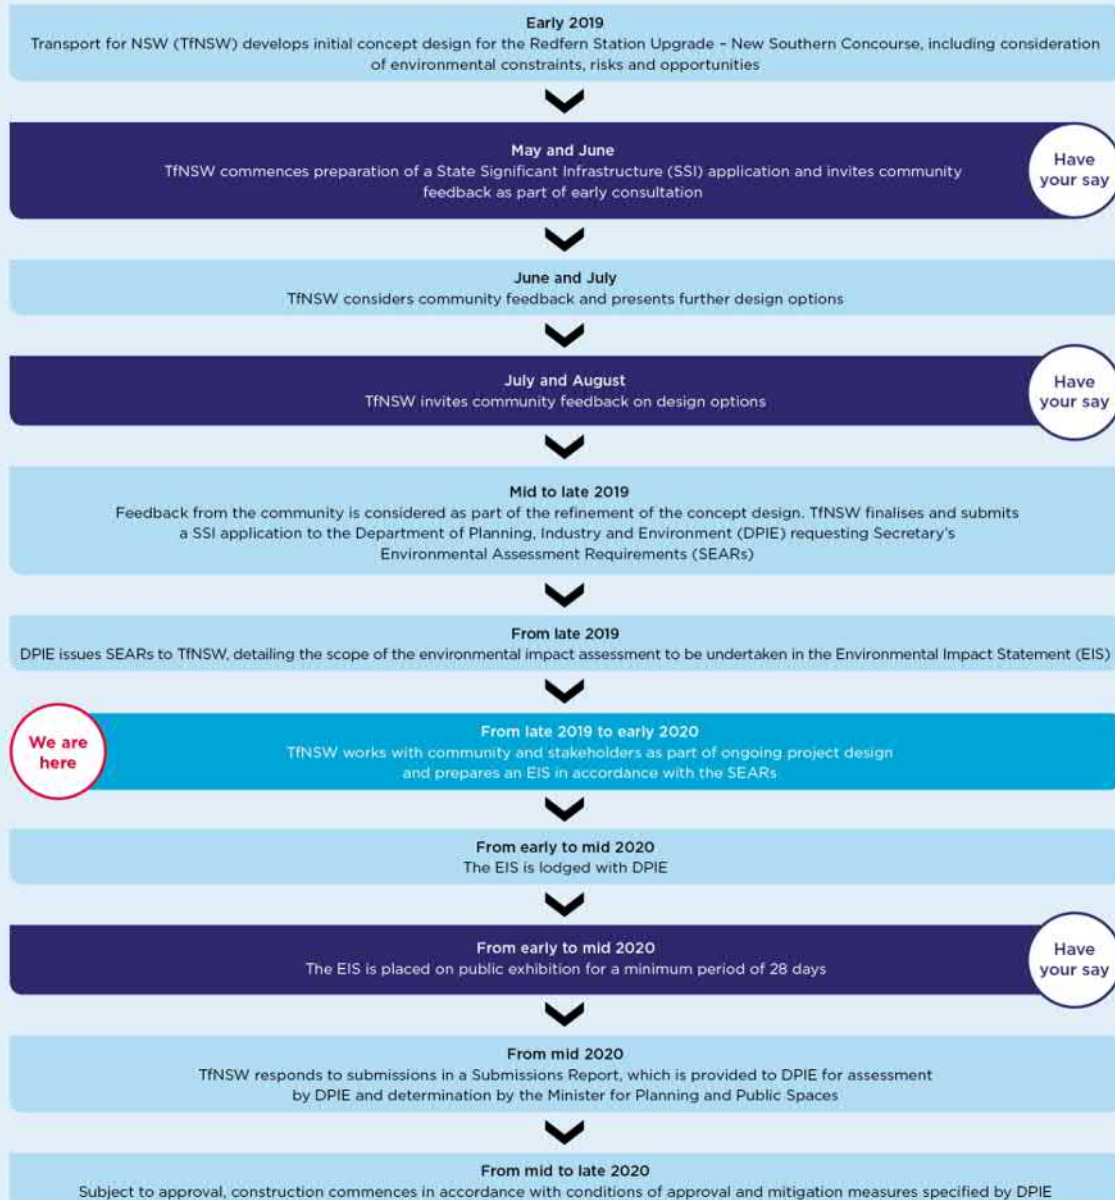 Early 2019
Transport for NSW (TfNSW) develops initial concept design for the Redfern Station Upgrade – New Southern Concourse, including consideration
of environmental constraints, risks and opportunities
May and June
TfNSW commences preparation of a State Significant Infrastructure (SSI) application and invites community
feedback as part of early consultation
Have
your say
June and July
TfNSW considers community feedback and presents further design options
July and August
TfNSW invites community feedback on design options
Have
your say
Mid to late 2019
Feedback from the community is considered as part of the refinement of the concept design. TfNSW finalises and submits
a SSI application to the Department of Planning, Industry and Environment (DPIE) requesting Secretary's
Environmental Assessment Requirements (SEARs)
From late 2019
DPIE issues SEARs to TfNSW, detailing the scope of the environmental impact assessment to be undertaken in the Environmental Impact Statement (EIS)
We are
here
From late 2019 to early 2020
TfNSW works with community and stakeholders as part of ongoing project design
and prepares an EIS in accordance with the SEARs
From early to mid 2020
The EIS is lodged with DPIE
From early to mid 2020
The EIS is placed on public exhibition for a minimum period of 28 days
Have
your say
From mid 2020
TfNSW responds to submissions in a Submissions Report, which is provided to DPIE for assessment
by DPIE and determination by the Minister for Planning and Public Spaces
From mid to late 2020
Subject to approval, construction commences in accordance with conditions of approval and mitigation measures specified by DPIE